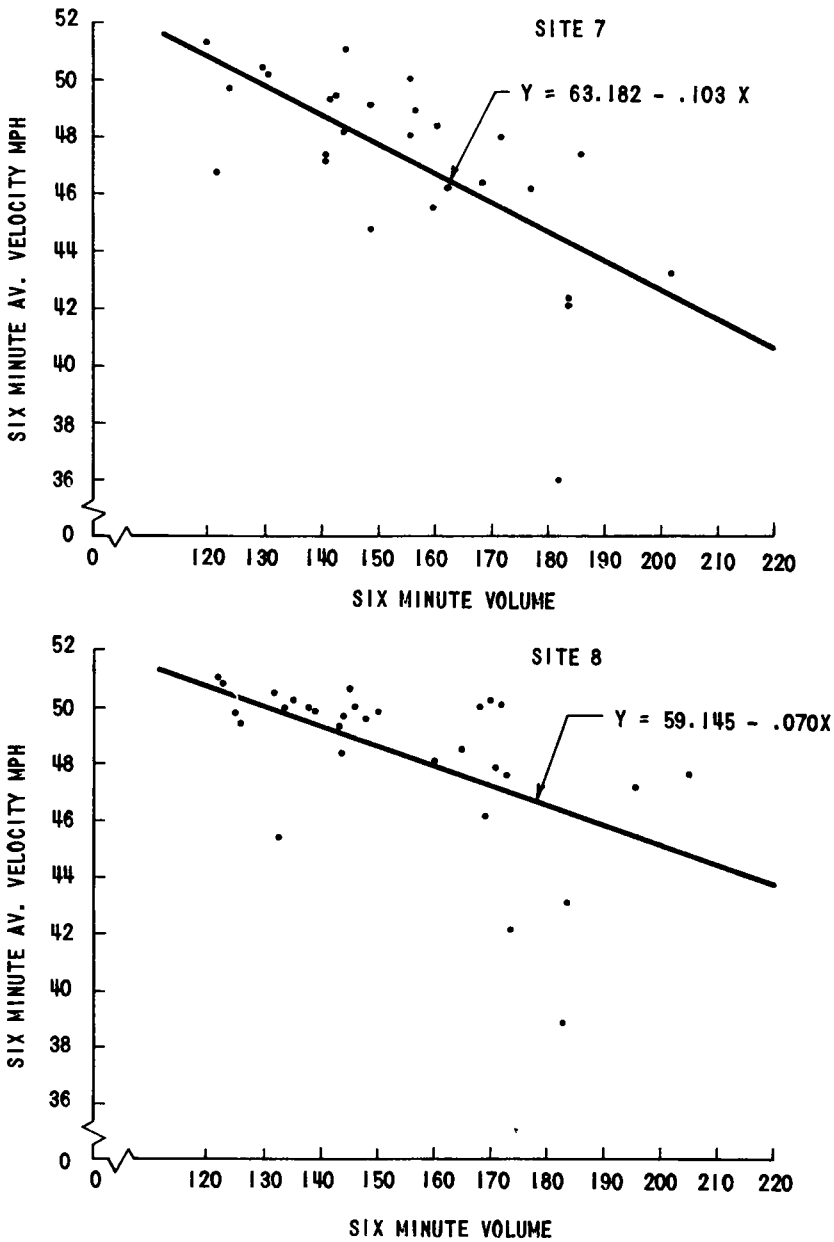 SITE 7
Y = 63.182 - .103 X
SIX MINUTE AV. VELOCITY MPH
52
50
48
46
44
42
40
38
36
0
0 120 130 140 150 160 170 180 190 200 210 220
SIX MINUTE VOLUME
SITE 8
Y = 59.145 - .070X
SIX MINUTE AV. VELOCITY MPH
52
50
48
46
44
42
40
38
36
0
0 120 130 140 150 160 170 180 190 200 210 220
SIX MINUTE VOLUME